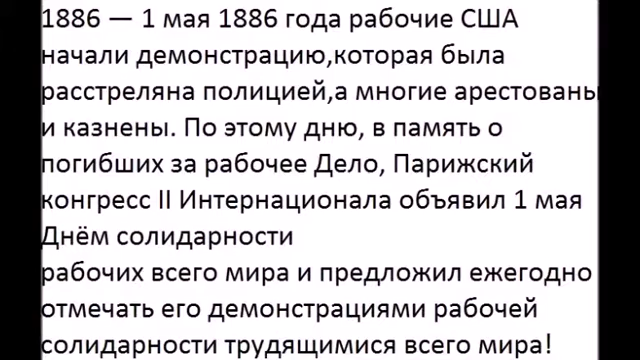 1886 — 1 мая 1886 года рабочие США
начали демонстрацию,которая была
расстреляна полицией,а многие арестованы
и казнены. По этому дню, в память о
погибших за рабочее Дело, Парижский
конгресс II Интернационала объявил 1 мая
Днём солидарности
рабочих всего мира и предложил ежегодно
отмечать его демонстрациями рабочей
солидарности трудящимися всего мира!